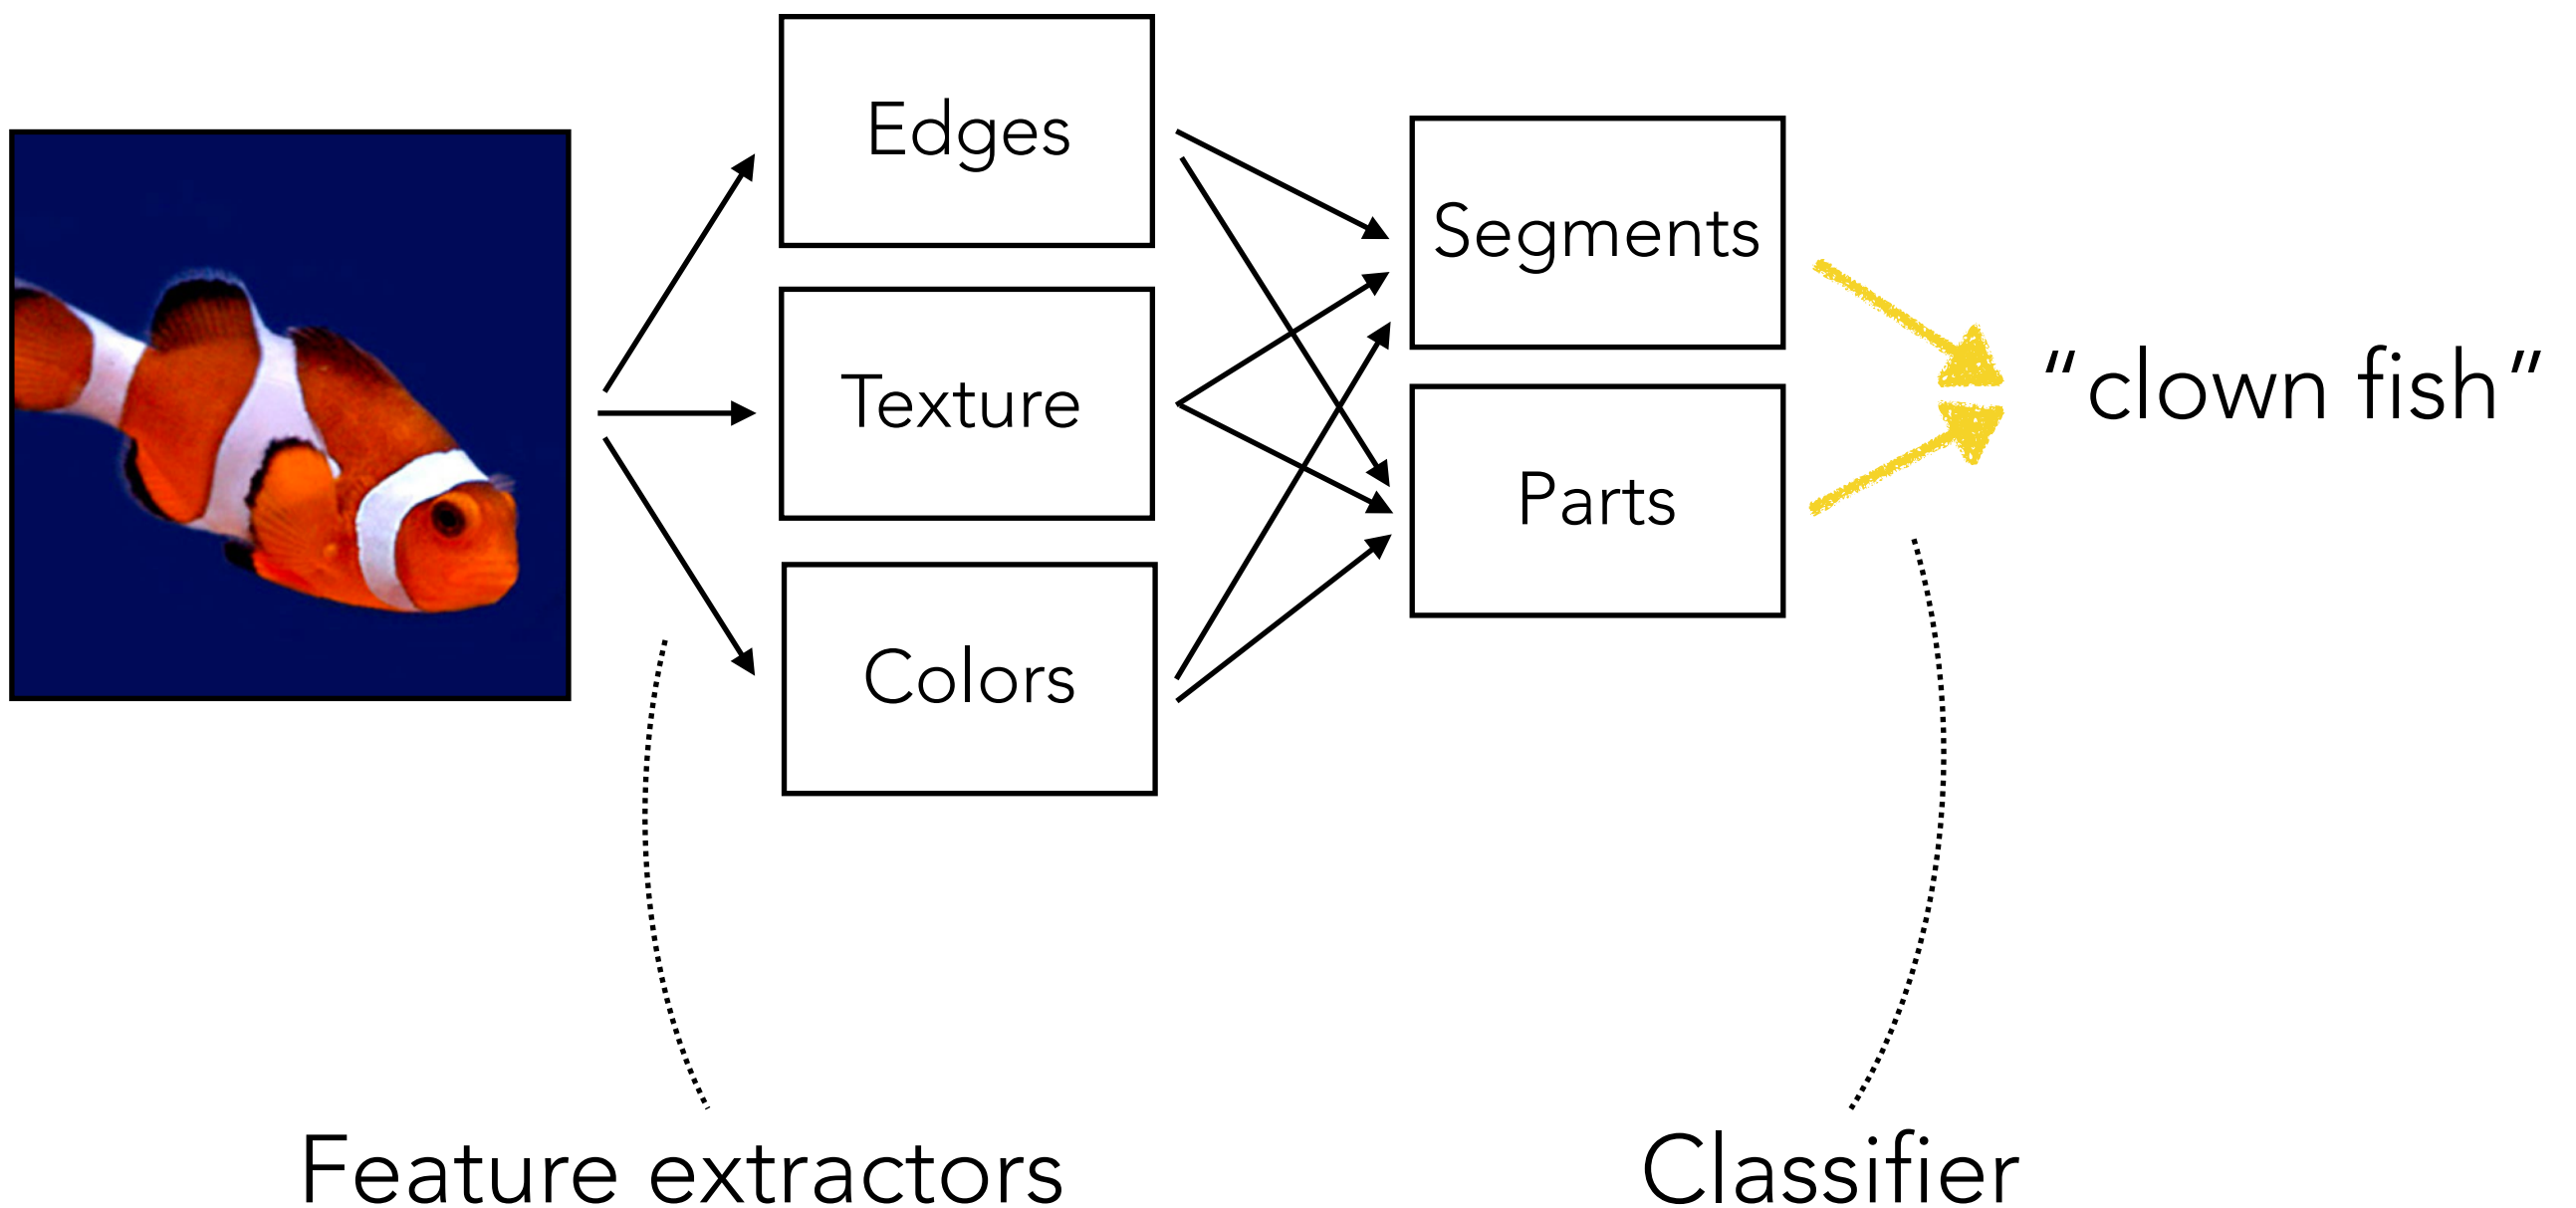 Edges
Texture
Colors
Segments
Parts
“clown fish”
Feature extractors
Classifier